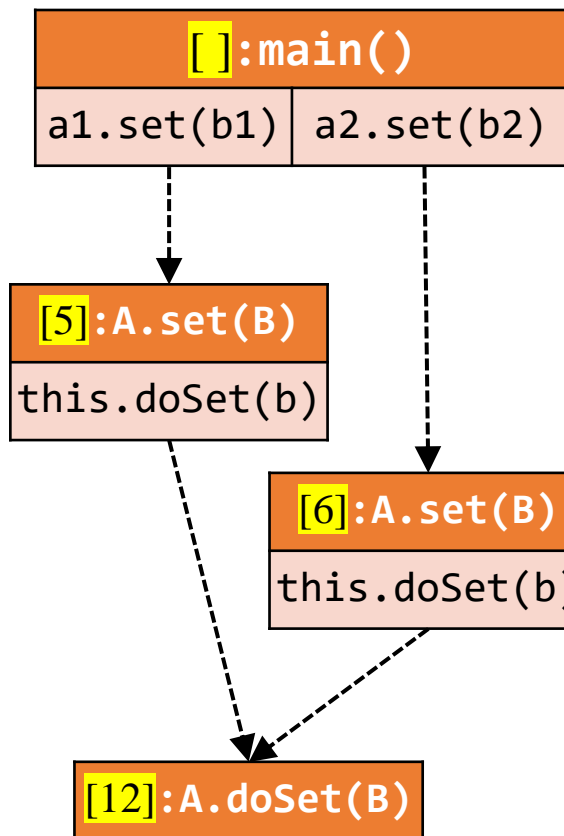 [ ]:main()
a1.set(b1) a2.set(b2)
[5]:A.set(B)
this.doSet(b)
[6]:A.set(B)
this.doSet(b)
[12]:A.doSet(B)